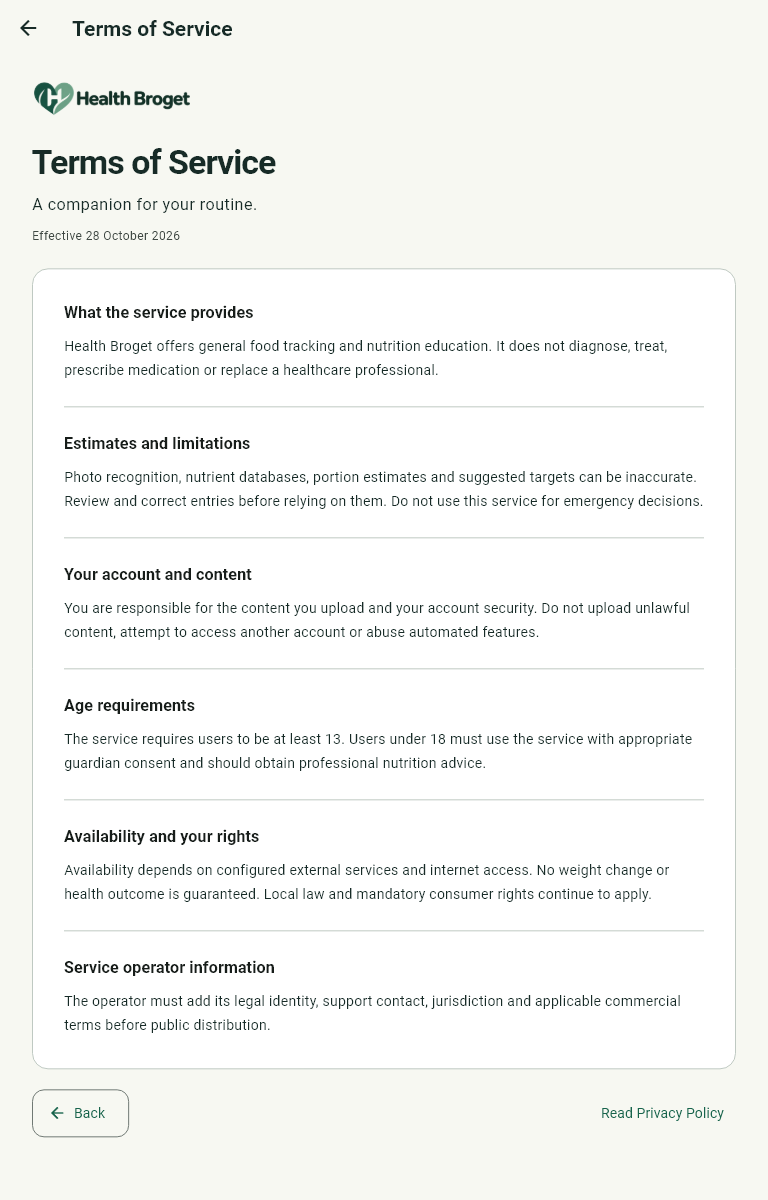 Terms of Service
Health Broget
Terms of Service
A companion for your routine.
Effective 28 October 2026
What the service provides
Health Broget offers general food tracking and nutrition education. It does not diagnose, treat,
prescribe medication or replace a healthcare professional.
Estimates and limitations
Photo recognition, nutrient databases, portion estimates and suggested targets can be inaccurate.
Review and correct entries before relying on them. Do not use this service for emergency decisions.
Your account and content
You are responsible for the content you upload and your account security. Do not upload unlawful
content, attempt to access another account or abuse automated features.
Age requirements
The service requires users to be at least 13. Users under 18 must use the service with appropriate
guardian consent and should obtain professional nutrition advice.
Availability and your rights
Availability depends on configured external services and internet access. No weight change or
health outcome is guaranteed. Local law and mandatory consumer rights continue to apply.
Service operator information
The operator must add its legal identity, support contact, jurisdiction and applicable commercial
terms before public distribution.
Back
Read Privacy Policy